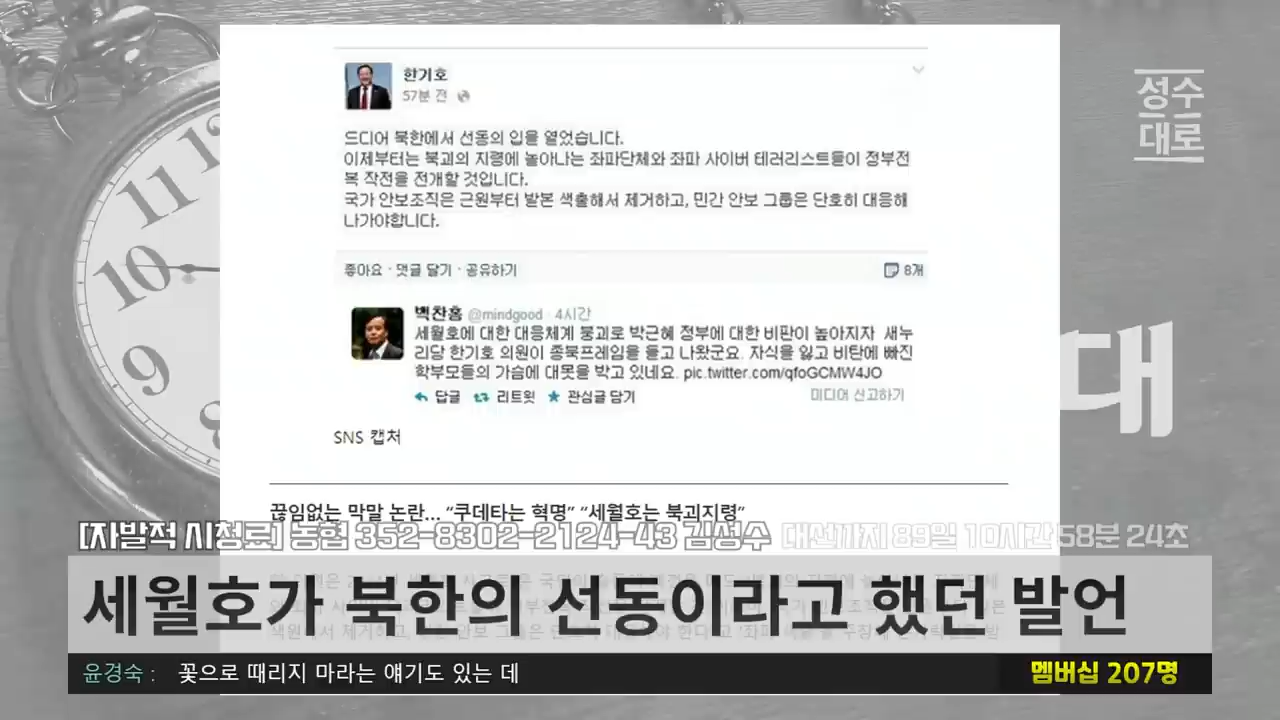 한기호
57분 전
드디어 북한에서 선동의 입을 열었습니다.
이제부터는 북괴의 지령에 놀아나는 좌파단체와 좌파 사이버 테러리스트들이 정부전
복 작전을 전개할 것입니다.
국가 안보조직은 근원부터 발본 색출해서 제거하고, 민간 안보 그룹은 단호히 대응해
나가야합니다.
좋아요 · 댓글 달기 · 공유하기
8개
백찬홍 @mindgood · 4시간
세월호에 대한 대응체계 붕괴로 박근혜 정부에 대한 비판이 높아지자 새누
리당 한기호 의원이 종북프레임을 들고 나왔군요. 자식을 잃고 비탄에 빠진
학부모들의 가슴에 대못을 박고 있네요. pic.twitter.com/qfoGCMW4JO
답글 리트윗 관심글 담기
미디어 신고하기
SNS 캡처
끊임없는 막말 논란... “쿠데타는 혁명” “세월호는 북괴지령”
성수
대로
대
12
11
10
9
8
[자발적 시청료] 농협 352-8302-2124-43 김성수 대선까지 89일 10시간 58분 24초
세월호가 북한의 선동이라고 했던 발언
윤경숙 : 꽃으로 때리지 마라는 얘기도 있는 데
멤버십 207명